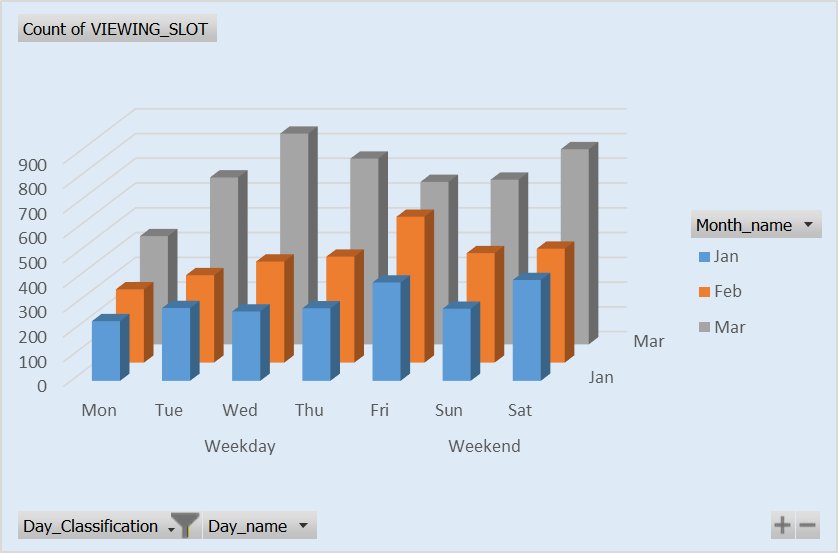 Count of VIEWING_SLOT
900
800
700
600
500
400
300
200
100
0
Mon Tue Wed Thu Fri Sun Sat
Weekday Weekend
Jan
Mar
Month_name
Jan
Feb
Mar
Day_Classification Day_name